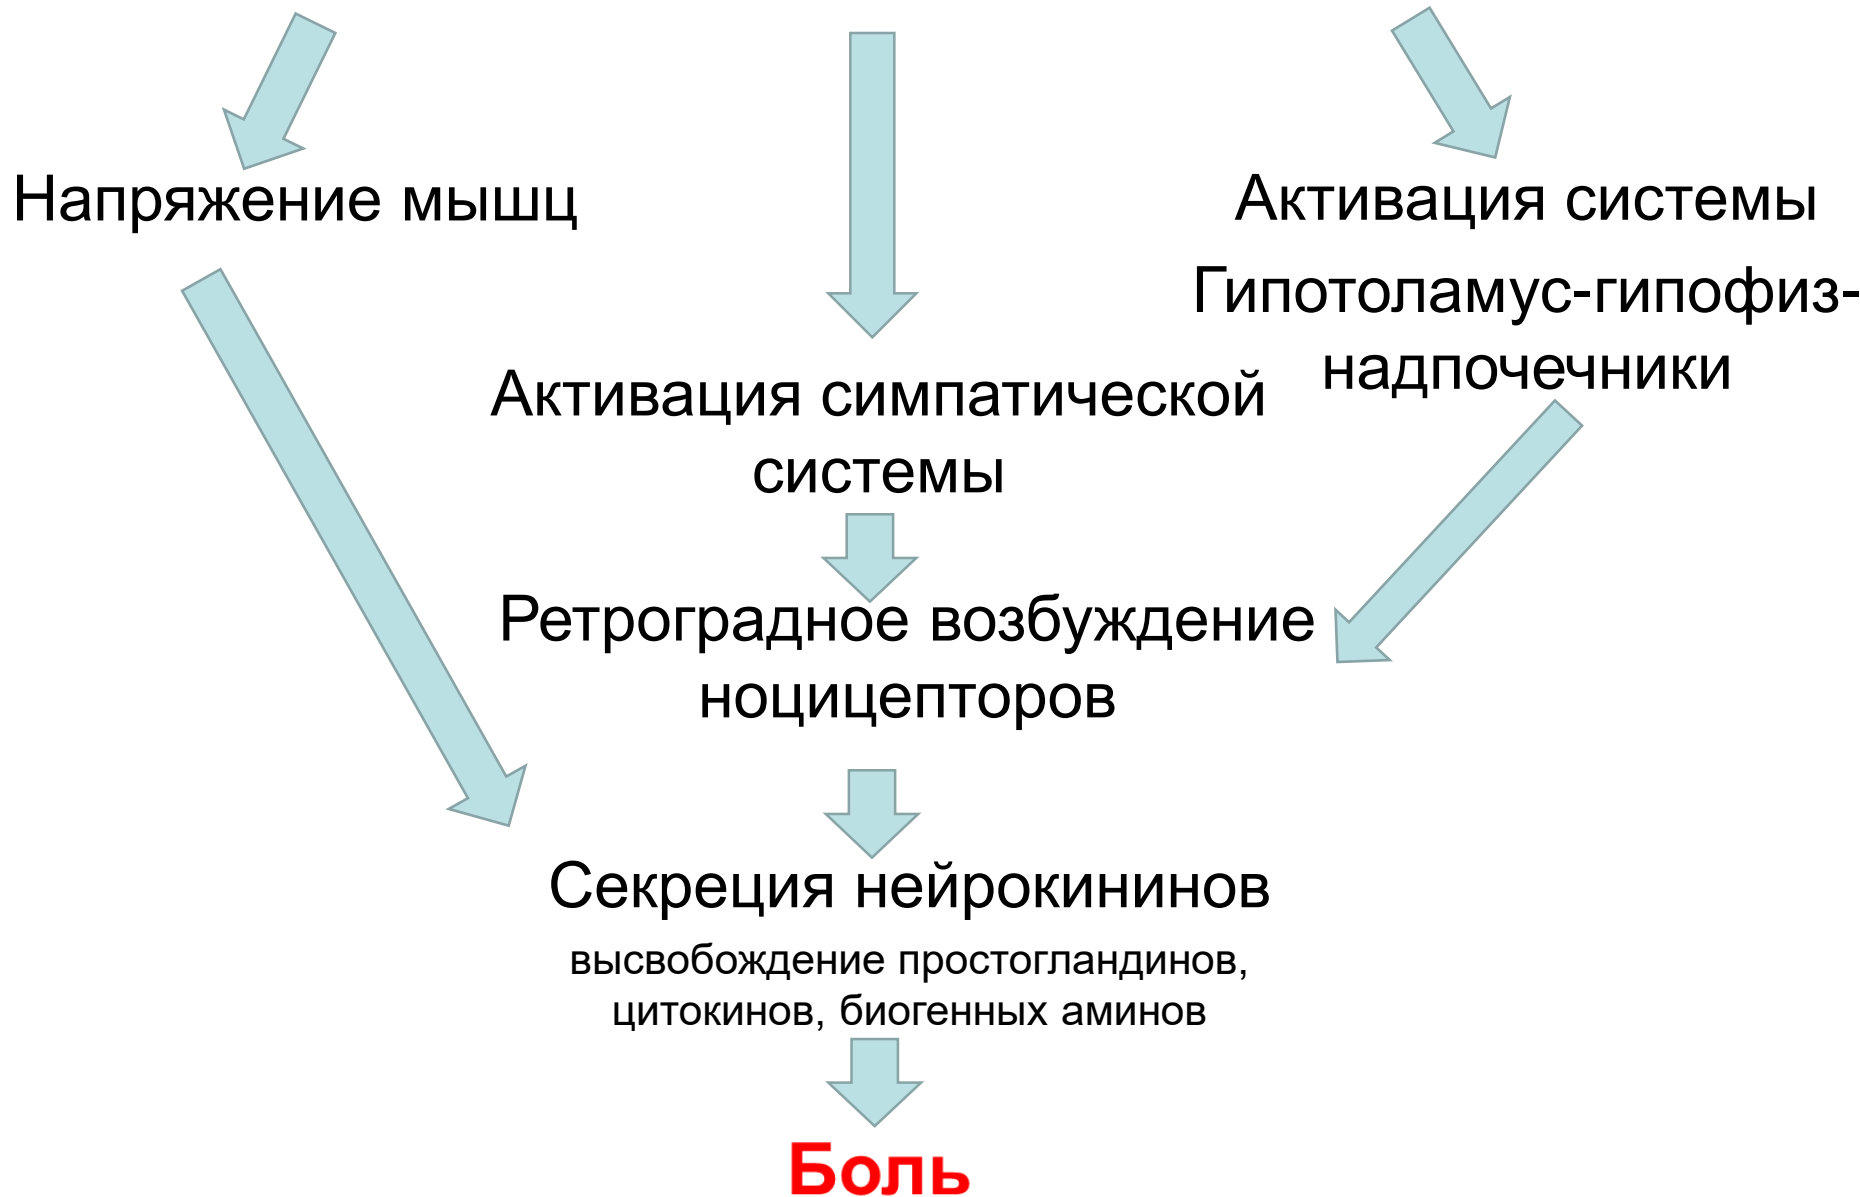 Напряжение мышц
Активация системы
Гипотоламус-гипофиз-
надпочечники
Активация симпатической
системы
Ретроградное возбуждение
ноцицепторов
Секреция нейрокининов
высвобождение простогландинов,
цитокинов, биогенных аминов
Боль